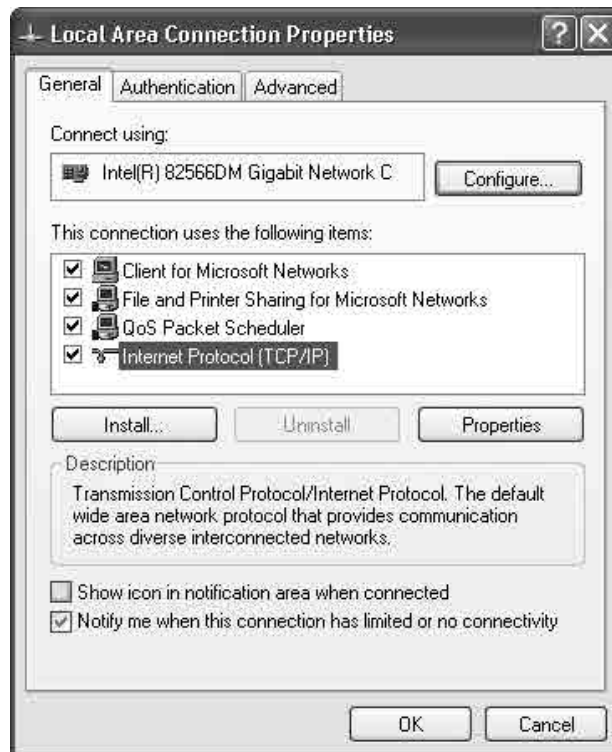 Local Area Connection Properties
General Authentication Advanced
Connect using:
Intel(R) 82566DM Gigabit Network C Configure...
This connection uses the following items:
Client for Microsoft Networks
File and Printer Sharing for Microsoft Networks
QoS Packet Scheduler
Internet Protocol (TCP/IP)
Install... Uninstall Properties
Description
Transmission Control Protocol/Internet Protocol. The default
wide area network protocol that provides communication
across diverse interconnected networks.
Show icon in notification area when connected
Notify me when this connection has limited or no connectivity
OK Cancel